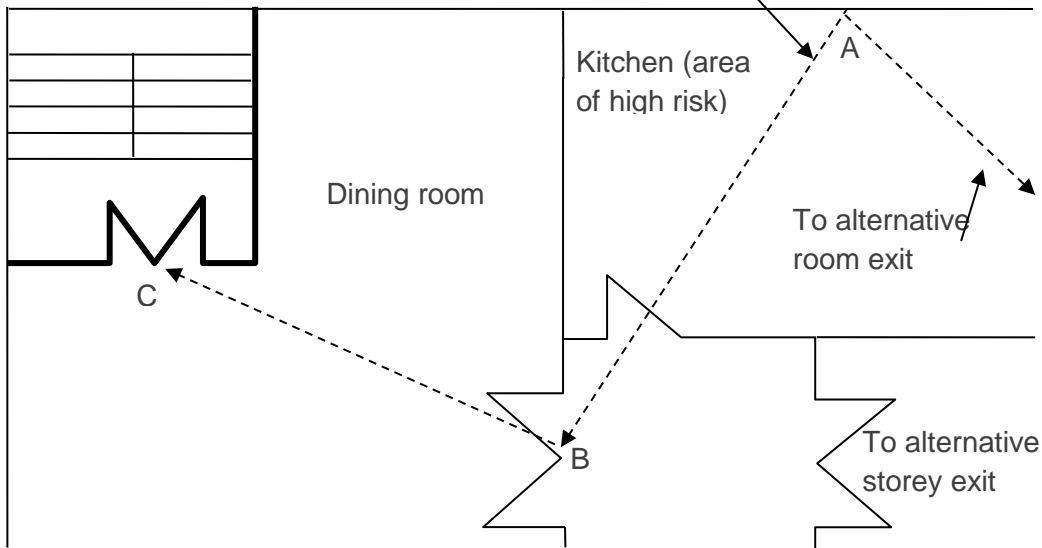 A
Kitchen (area
of high risk)
Dining room
To alternative
room exit
C
B
To alternative
storey exit